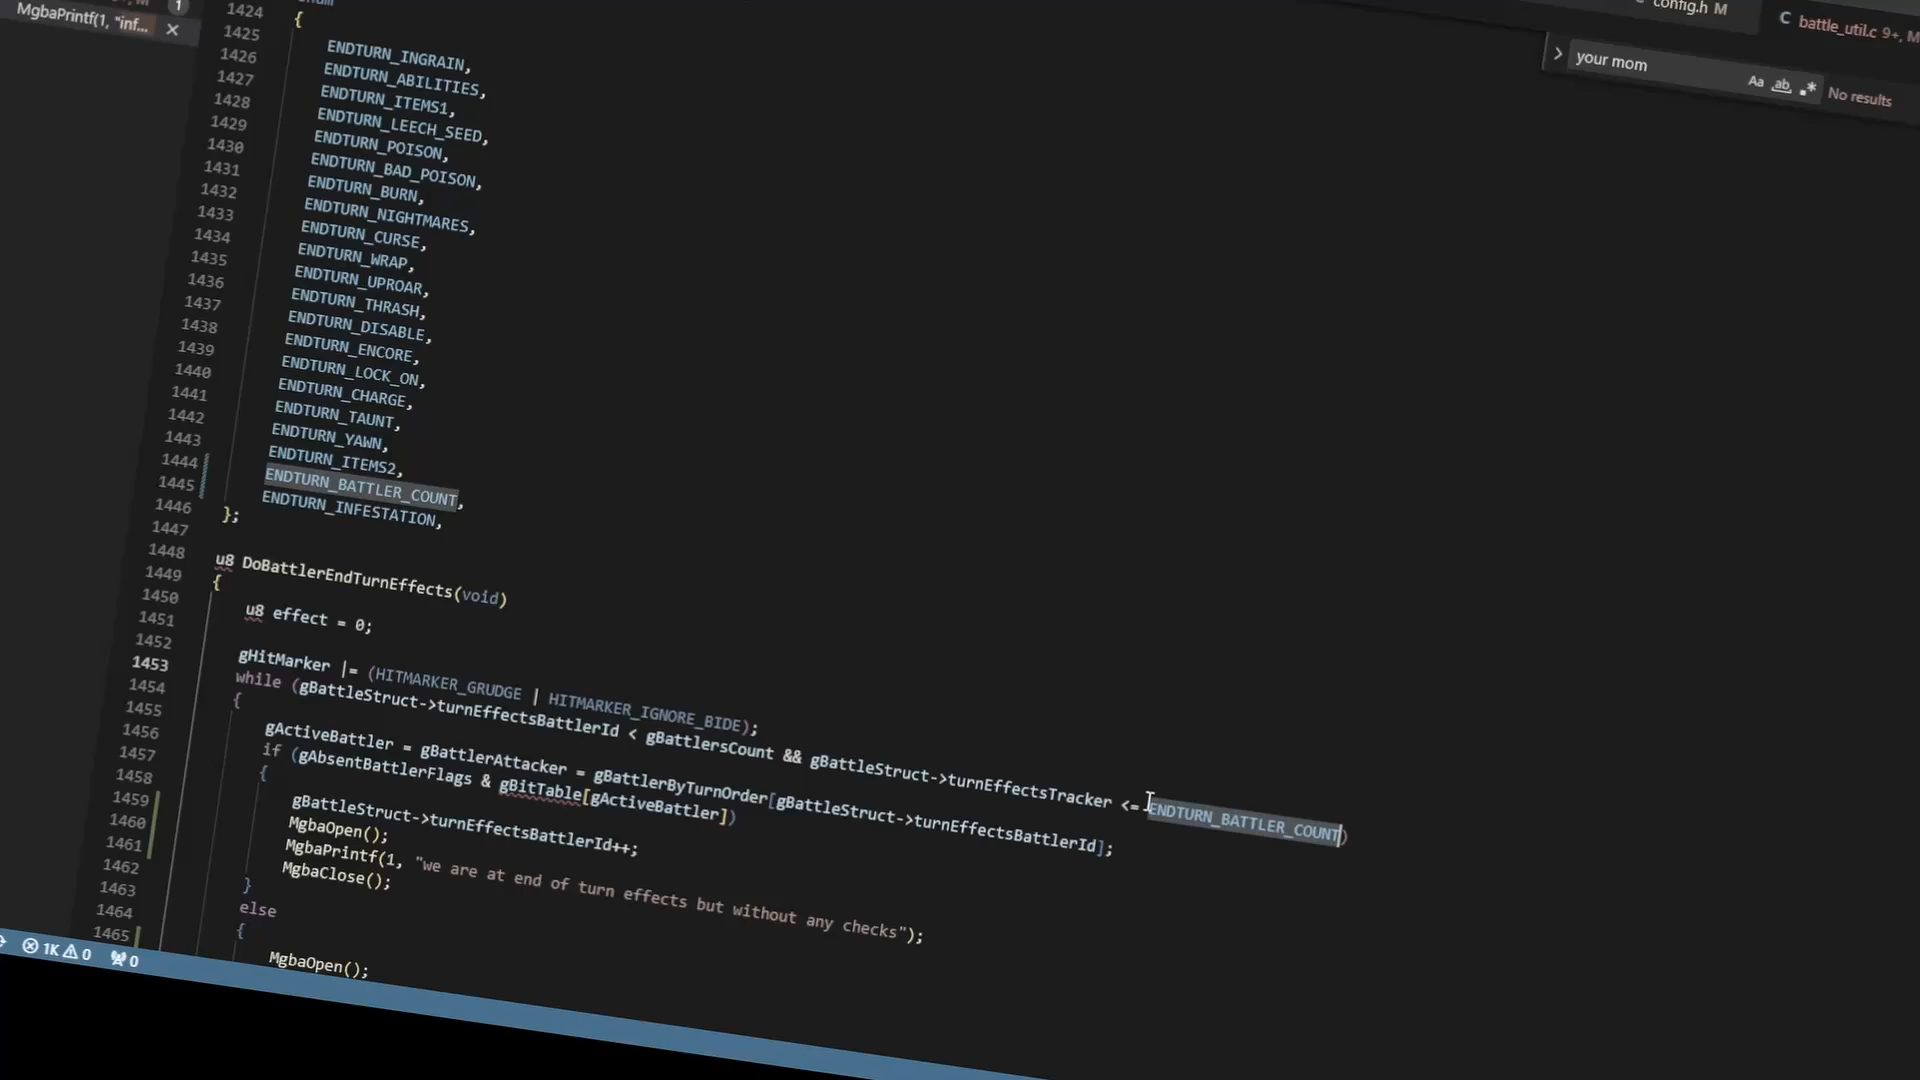 MgbaPrintf(1, "inf...
1
config.h M
battle_util.c 9+, M
your mom
Aa ab No results
1424
1425 {
1426 ENDTURN_INGRAIN,
1427 ENDTURN_ABILITIES,
1428 ENDTURN_ITEMS1,
1429 ENDTURN_LEECH_SEED,
1430 ENDTURN_POISON,
1431 ENDTURN_BAD_POISON,
1432 ENDTURN_BURN,
1433 ENDTURN_NIGHTMARES,
1434 ENDTURN_CURSE,
1435 ENDTURN_WRAP,
1436 ENDTURN_UPROAR,
1437 ENDTURN_THRASH,
1438 ENDTURN_DISABLE,
1439 ENDTURN_ENCORE,
1440 ENDTURN_LOCK_ON,
1441 ENDTURN_CHARGE,
1442 ENDTURN_TAUNT,
1443 ENDTURN_YAWN,
1444 ENDTURN_ITEMS2,
1445 ENDTURN_BATTLER_COUNT,
1446 ENDTURN_INFESTATION,
1447 };
1448
1449 u8 DoBattlerEndTurnEffects(void)
1450 {
1451 u8 effect = 0;
1452
1453 gHitMarker |= (HITMARKER_GRUDGE | HITMARKER_IGNORE_BIDE);
1454 while (gBattleStruct->turnEffectsBattlerId < gBattlersCount && gBattleStruct->turnEffectsTracker <= ENDTURN_BATTLER_COUNT)
1455 {
1456 gActiveBattler = gBattlerAttacker = gBattlerByTurnOrder[gBattleStruct->turnEffectsBattlerId];
1457 if (gAbsentBattlerFlags & gBitTable[gActiveBattler])
1458 {
1459 gBattleStruct->turnEffectsBattlerId++;
1460 MgbaOpen();
1461 MgbaPrintf(1, "we are at end of turn effects but without any checks");
1462 MgbaClose();
1463 }
1464 else
1465 {
MgbaOpen();
1K 0 0